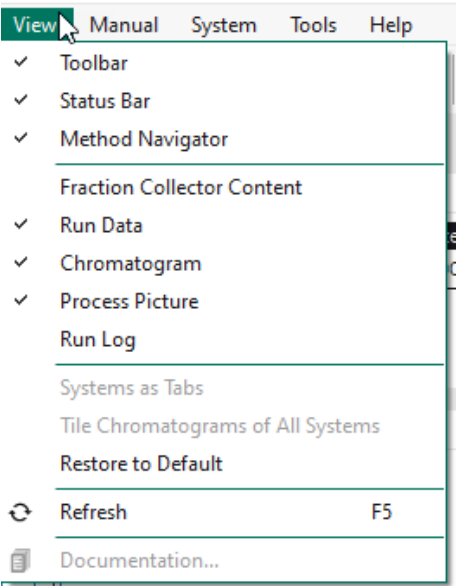 View Manual System Tools Help
Toolbar
Status Bar
Method Navigator
Fraction Collector Content
Run Data
Chromatogram
Process Picture
Run Log
Systems as Tabs
Tile Chromatograms of All Systems
Restore to Default
Refresh F5
Documentation...